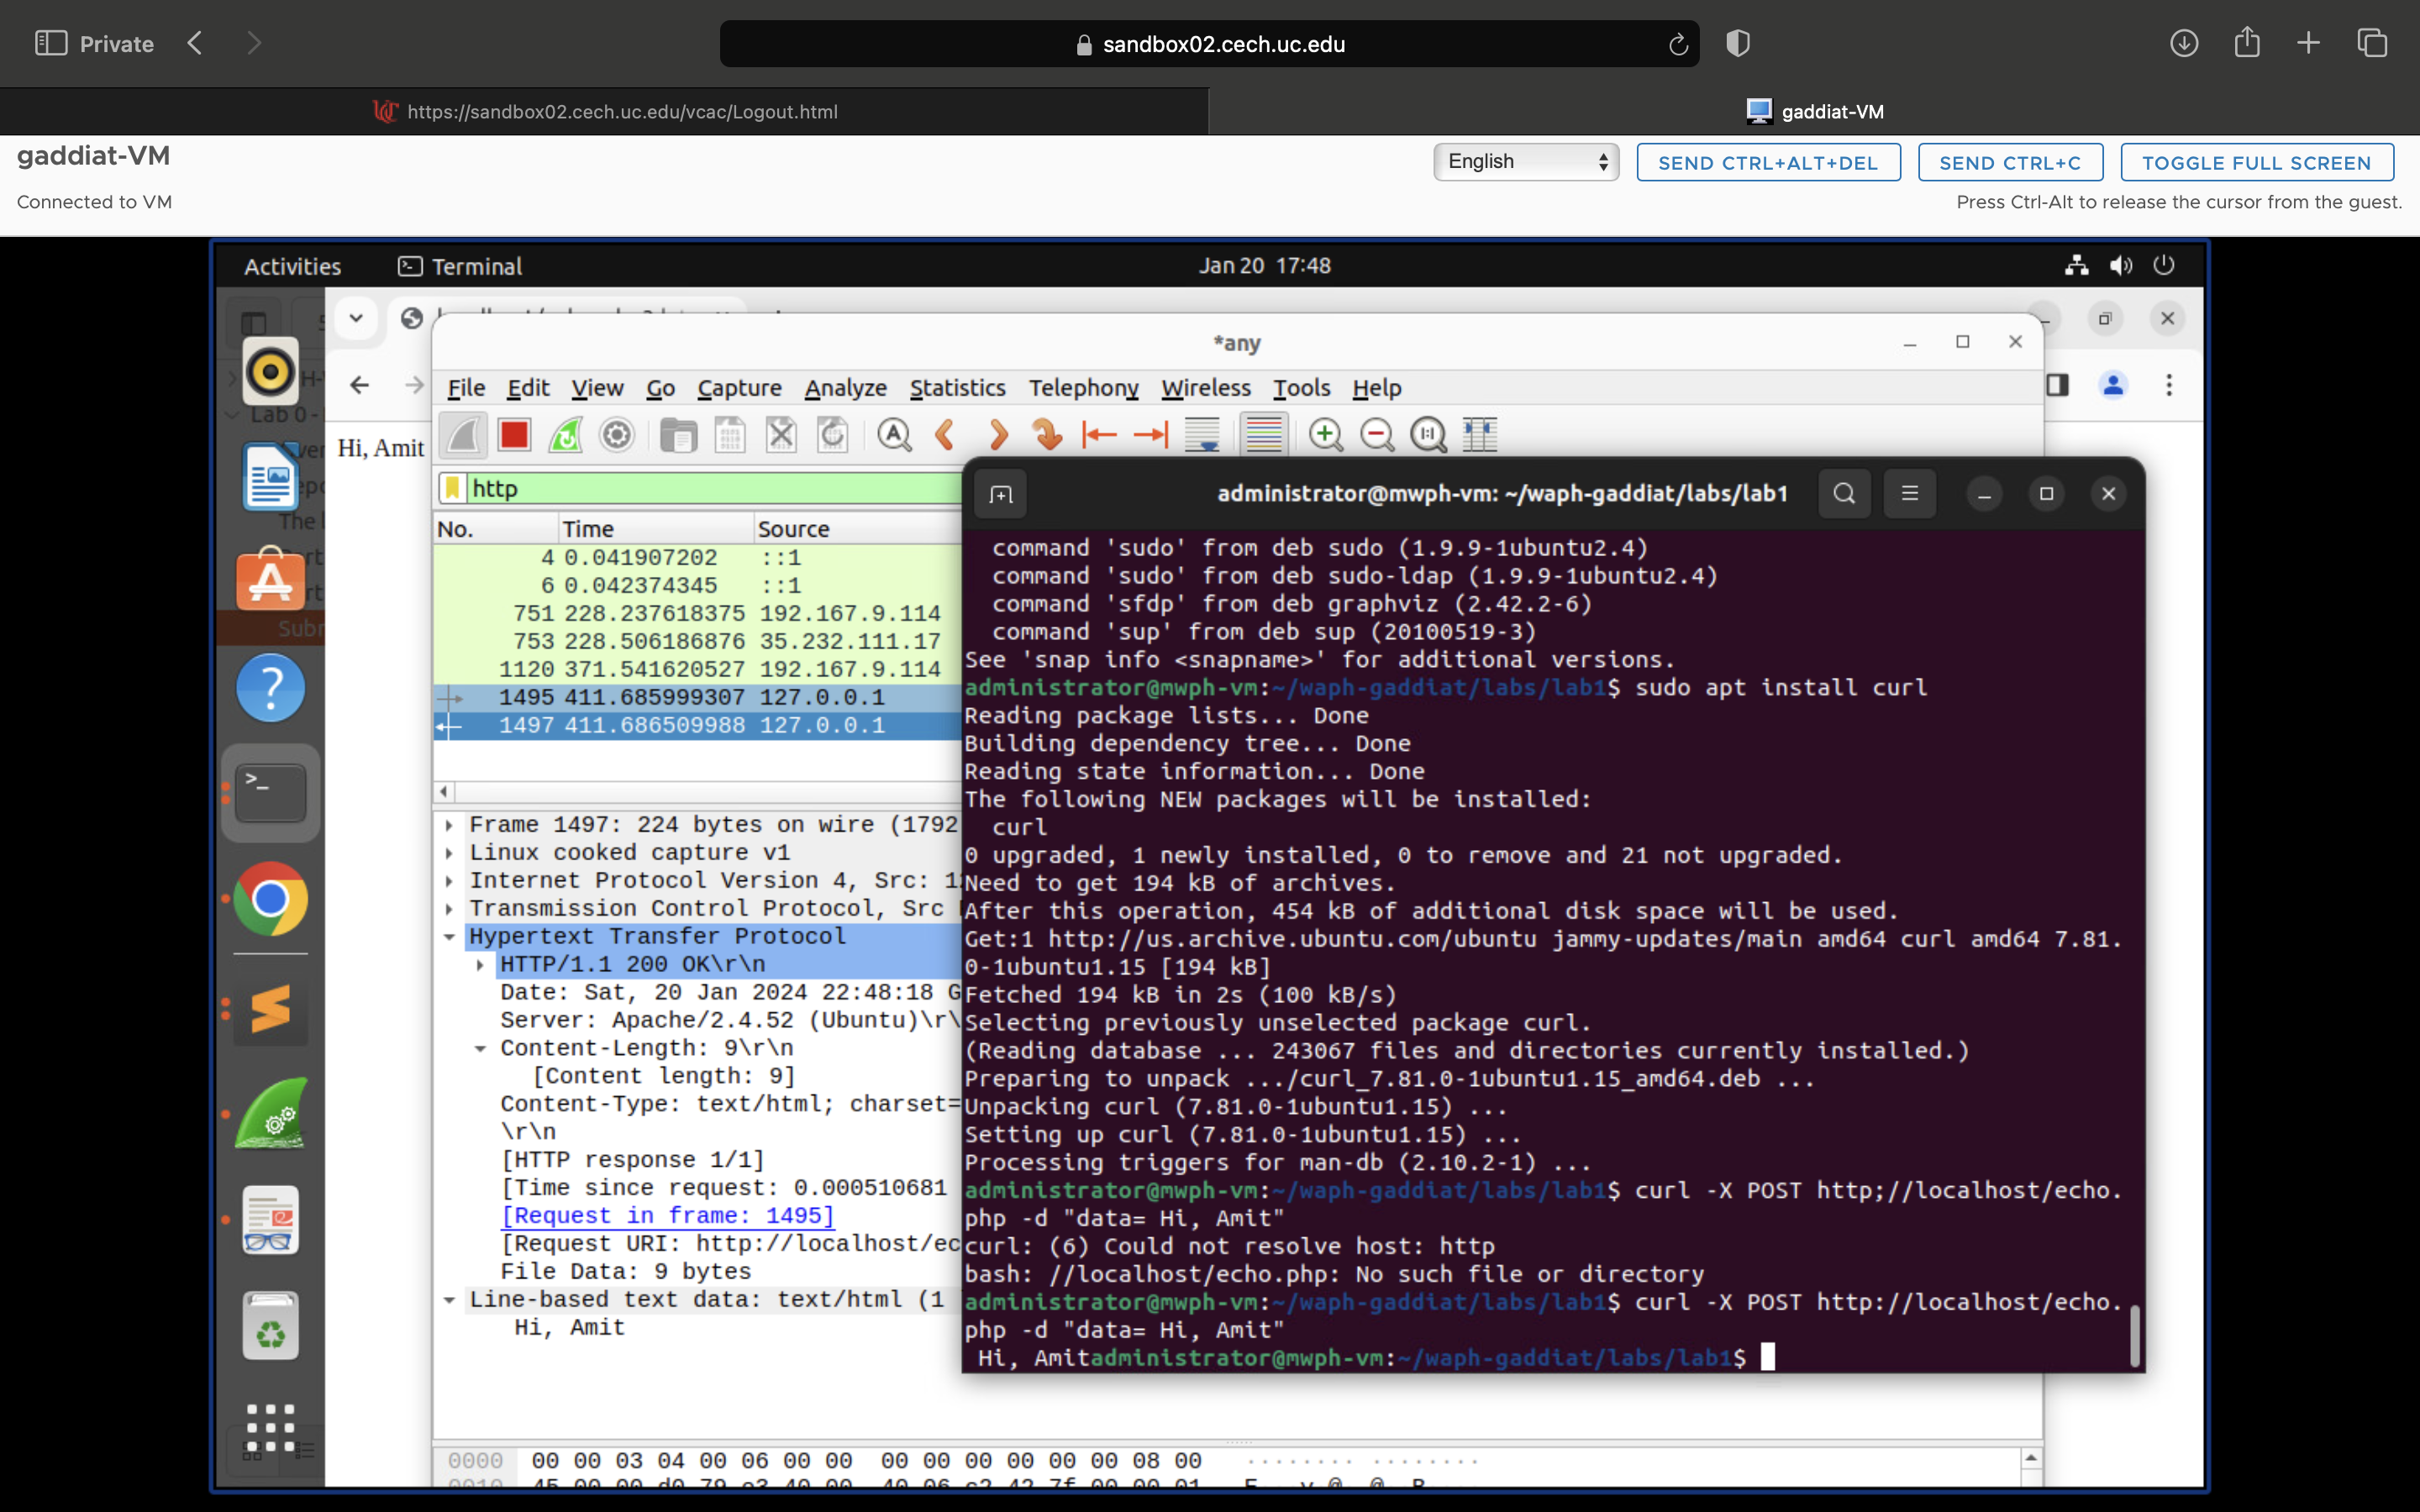 Private
sandbox02.cech.uc.edu
https://sandbox02.cech.uc.edu/vcac/Logout.html
gaddiat-VM
gaddiat-VM
English
SEND CTRL+ALT+DEL
SEND CTRL+C
TOGGLE FULL SCREEN
Connected to VM
Press Ctrl-Alt to release the cursor from the guest.
Activities
Terminal
Jan 20 17:48
Lab 0 -
Hi, Amit
*any
File Edit View Go Capture Analyze Statistics Telephony Wireless Tools Help
http
No. Time Source
4 0.041907202 ::1
6 0.042374345 ::1
751 228.237618375 192.167.9.114
753 228.506186876 35.232.111.17
1120 371.541620527 192.167.9.114
1495 411.685999307 127.0.0.1
1497 411.686509988 127.0.0.1
Frame 1497: 224 bytes on wire (1792
Linux cooked capture v1
Internet Protocol Version 4, Src: 12
Transmission Control Protocol, Src
Hypertext Transfer Protocol
HTTP/1.1 200 OK\r\n
Date: Sat, 20 Jan 2024 22:48:18 G
Server: Apache/2.4.52 (Ubuntu)\r\
Content-Length: 9\r\n
[Content length: 9]
Content-Type: text/html; charset=
\r\n
[HTTP response 1/1]
[Time since request: 0.000510681
[Request in frame: 1495]
[Request URI: http://localhost/ec
File Data: 9 bytes
Line-based text data: text/html (1
Hi, Amit
0000 00 00 03 04 00 06 00 00 00 00 00 00 00 00 08 00 ........ ........
administrator@mwph-vm: ~/waph-gaddiat/labs/lab1
command 'sudo' from deb sudo (1.9.9-1ubuntu2.4)
command 'sudo' from deb sudo-ldap (1.9.9-1ubuntu2.4)
command 'sfdp' from deb graphviz (2.42.2-6)
command 'sup' from deb sup (20100519-3)
See 'snap info <snapname>' for additional versions.
administrator@mwph-vm:~/waph-gaddiat/labs/lab1$ sudo apt install curl
Reading package lists... Done
Building dependency tree... Done
Reading state information... Done
The following NEW packages will be installed:
curl
0 upgraded, 1 newly installed, 0 to remove and 21 not upgraded.
Need to get 194 kB of archives.
After this operation, 454 kB of additional disk space will be used.
Get:1 http://us.archive.ubuntu.com/ubuntu jammy-updates/main amd64 curl amd64 7.81.
0-1ubuntu1.15 [194 kB]
Fetched 194 kB in 2s (100 kB/s)
Selecting previously unselected package curl.
(Reading database ... 243067 files and directories currently installed.)
Preparing to unpack .../curl_7.81.0-1ubuntu1.15_amd64.deb ...
Unpacking curl (7.81.0-1ubuntu1.15) ...
Setting up curl (7.81.0-1ubuntu1.15) ...
Processing triggers for man-db (2.10.2-1) ...
administrator@mwph-vm:~/waph-gaddiat/labs/lab1$ curl -X POST http;//localhost/echo.
php -d "data= Hi, Amit"
curl: (6) Could not resolve host: http
bash: //localhost/echo.php: No such file or directory
administrator@mwph-vm:~/waph-gaddiat/labs/lab1$ curl -X POST http://localhost/echo.
php -d "data= Hi, Amit"
Hi, Amitadministrator@mwph-vm:~/waph-gaddiat/labs/lab1$